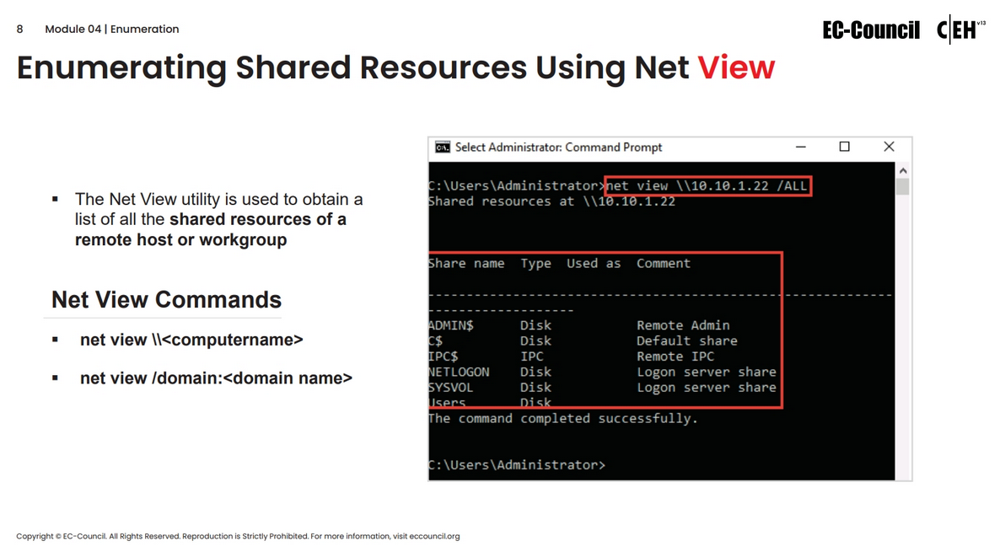 8 Module 04 | Enumeration
EC-Council C|EH v13
Enumerating Shared Resources Using Net View
▪ The Net View utility is used to obtain a
list of all the shared resources of a
remote host or workgroup
Net View Commands
▪ net view \\<computername>
▪ net view /domain:<domain name>
Select Administrator: Command Prompt
C:\Users\Administrator>net view \\10.10.1.22 /ALL
Shared resources at \\10.10.1.22
Share name Type Used as Comment
-------------------------------------------------------------------------------
ADMIN$ Disk Remote Admin
C$ Disk Default share
IPC$ IPC Remote IPC
NETLOGON Disk Logon server share
SYSVOL Disk Logon server share
Users Disk
The command completed successfully.
C:\Users\Administrator>
Copyright © EC-Council. All Rights Reserved. Reproduction is Strictly Prohibited. For more information, visit eccouncil.org